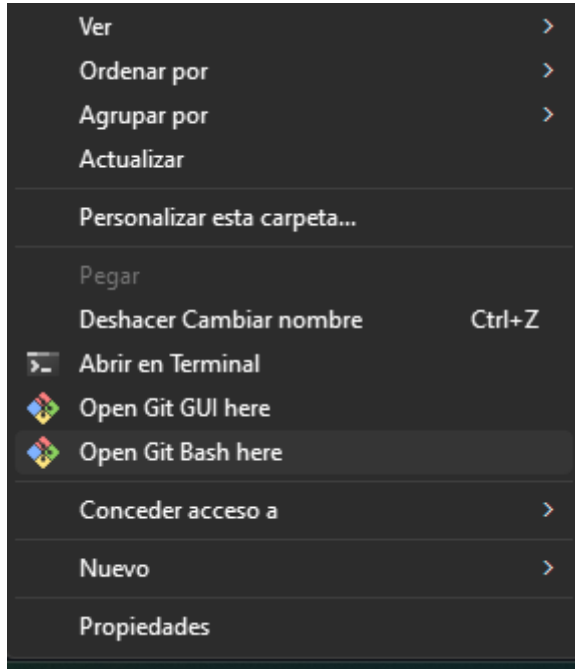 Ver
Ordenar por
Agrupar por
Actualizar
Personalizar esta carpeta...
Pegar
Deshacer Cambiar nombre Ctrl+Z
Abrir en Terminal
Open Git GUI here
Open Git Bash here
Conceder acceso a
Nuevo
Propiedades